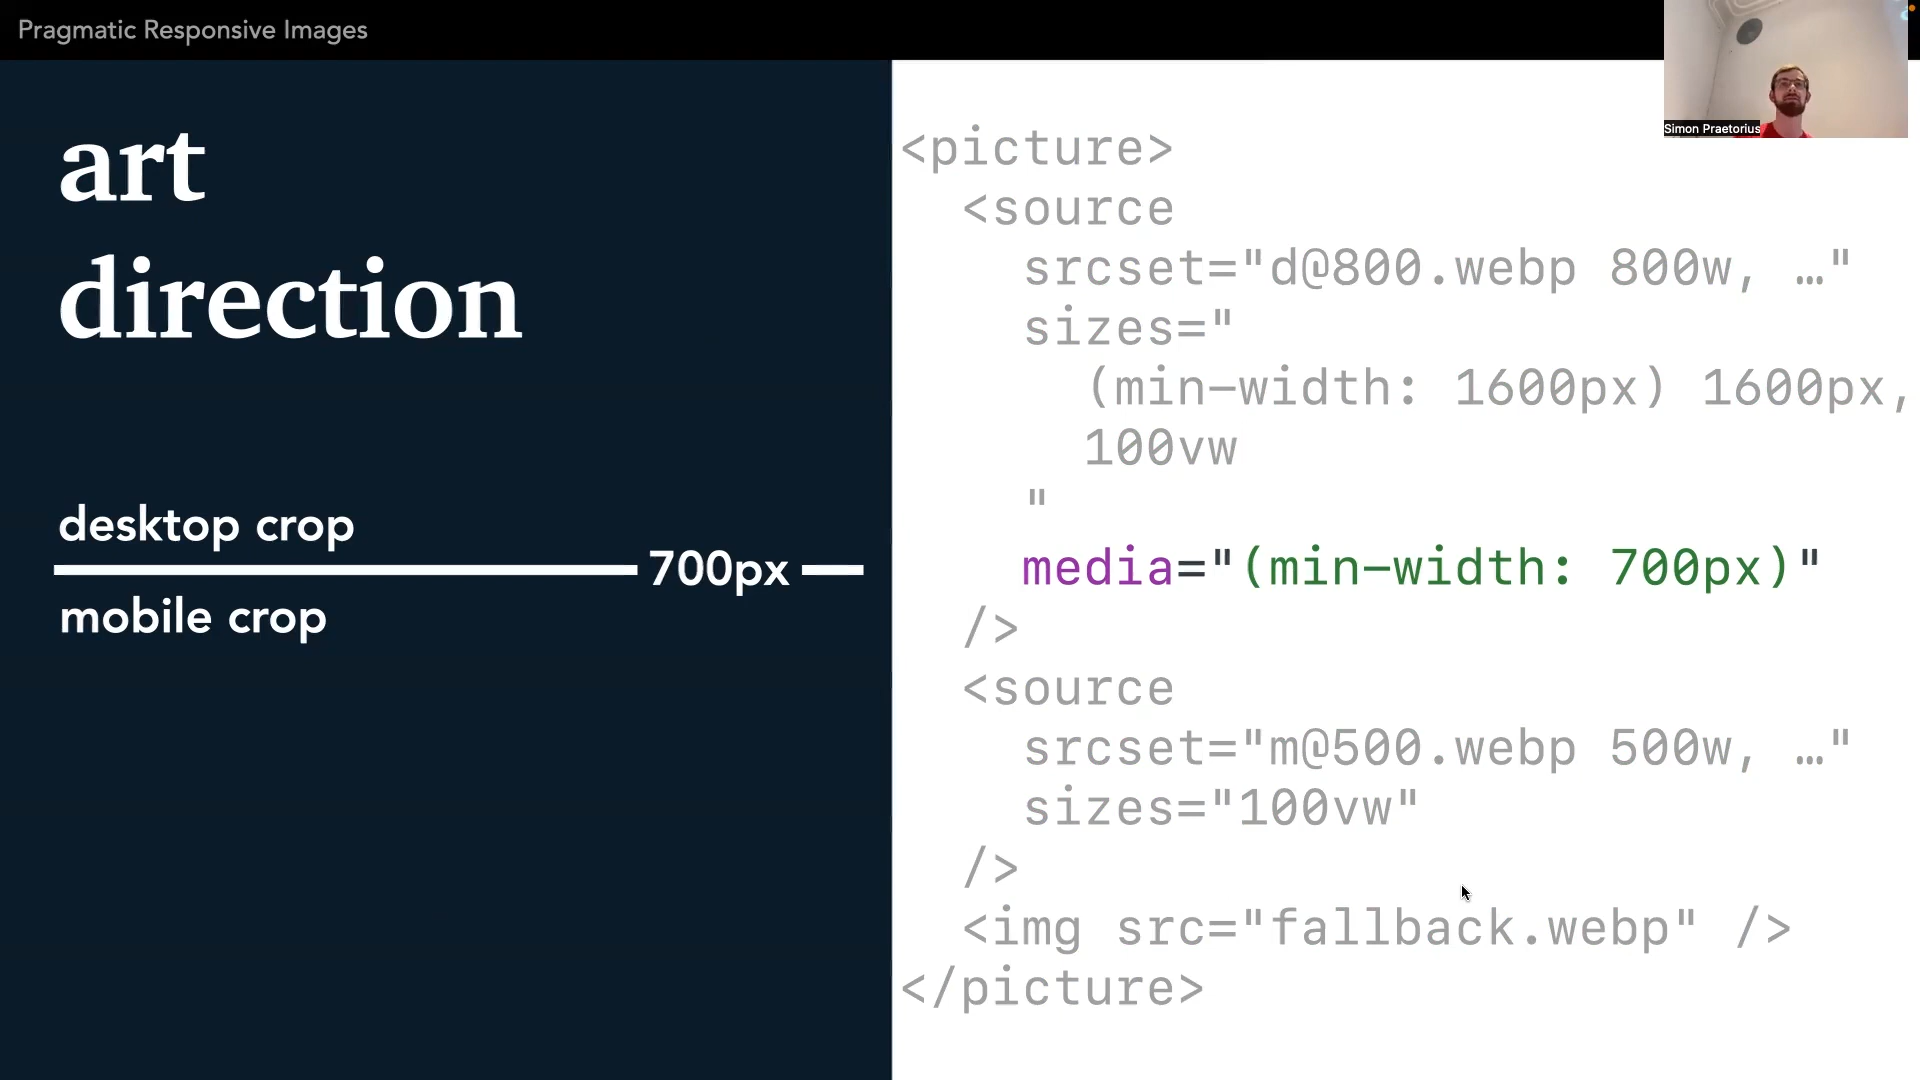 Pragmatic Responsive Images
Simon Praetorius
art
direction
desktop crop
700px
mobile crop
<picture>
<source
srcset="d@800.webp 800w, …"
sizes="
(min-width: 1600px) 1600px,
100vw
"
media="(min-width: 700px)"
/>
<source
srcset="m@500.webp 500w, …"
sizes="100vw"
/>
<img src="fallback.webp" />
</picture>